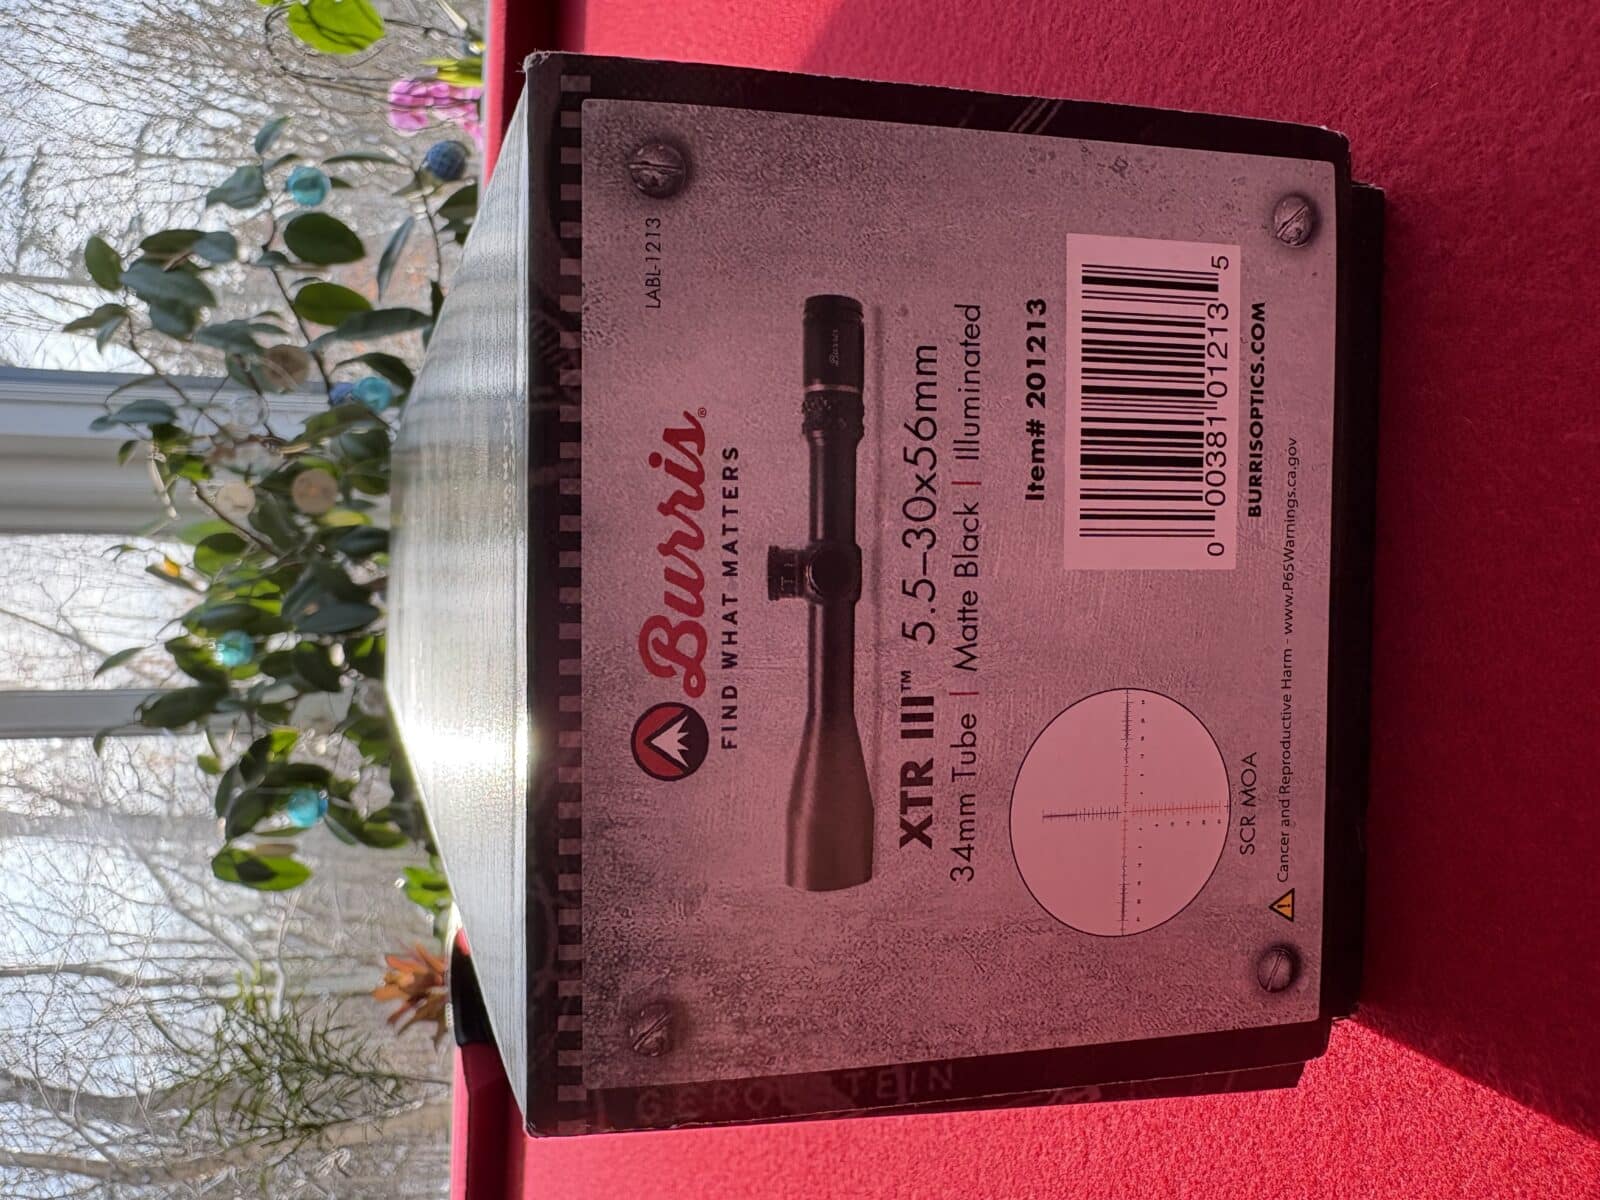 LABL-1213
Burris®
FIND WHAT MATTERS
Burris
XTR III™ 5.5–30x56mm
34mm Tube | Matte Black | Illuminated
Item# 201213
0 00381 01213 5
SCR MOA
BURRISOPTICS.COM
Cancer and Reproductive Harm - www.P65Warnings.ca.gov